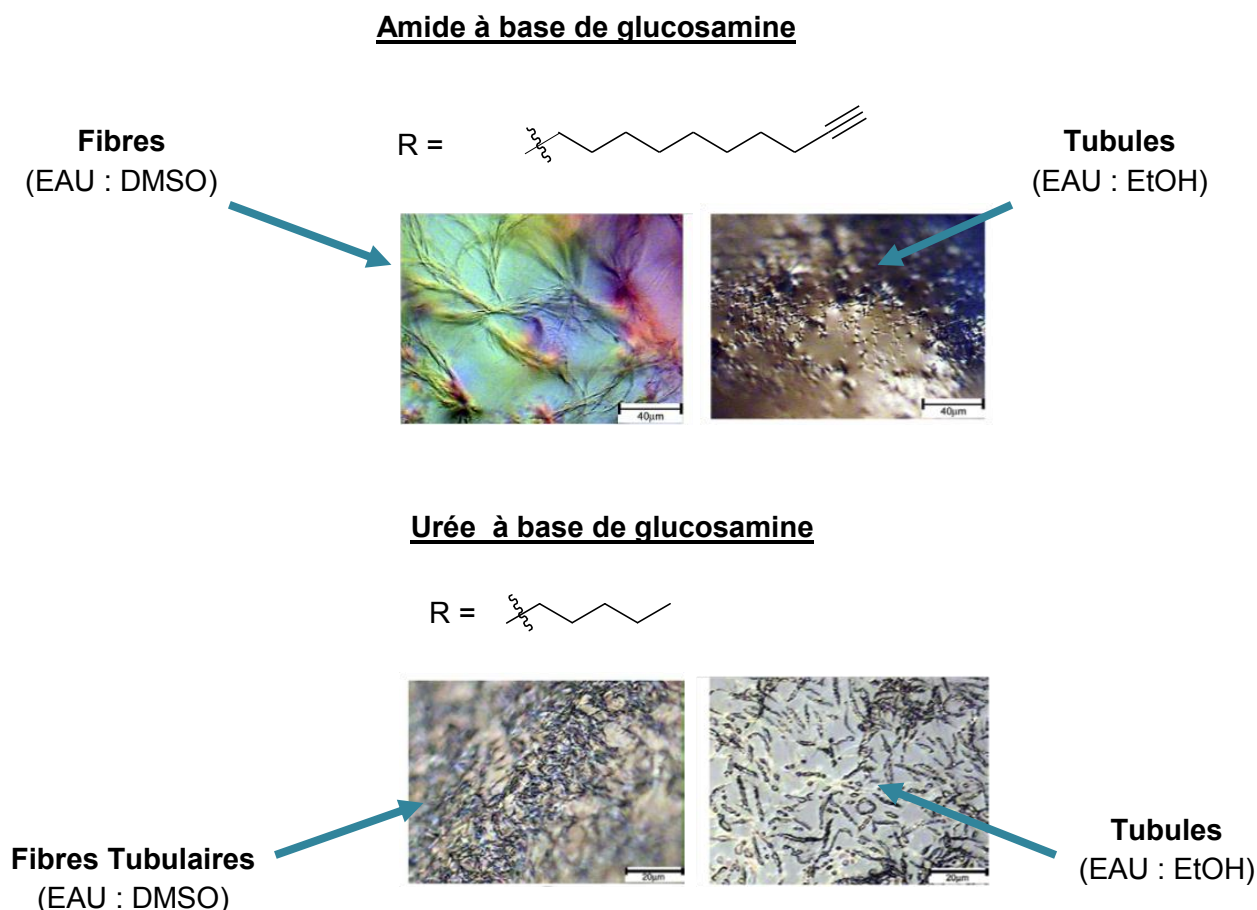 Amide à base de glucosamine
Fibres
(EAU : DMSO)
R =
Tubules
(EAU : EtOH)
40µm
40µm
Urée à base de glucosamine
R =
Fibres Tubulaires
(EAU : DMSO)
20µm
20µm
Tubules
(EAU : EtOH)